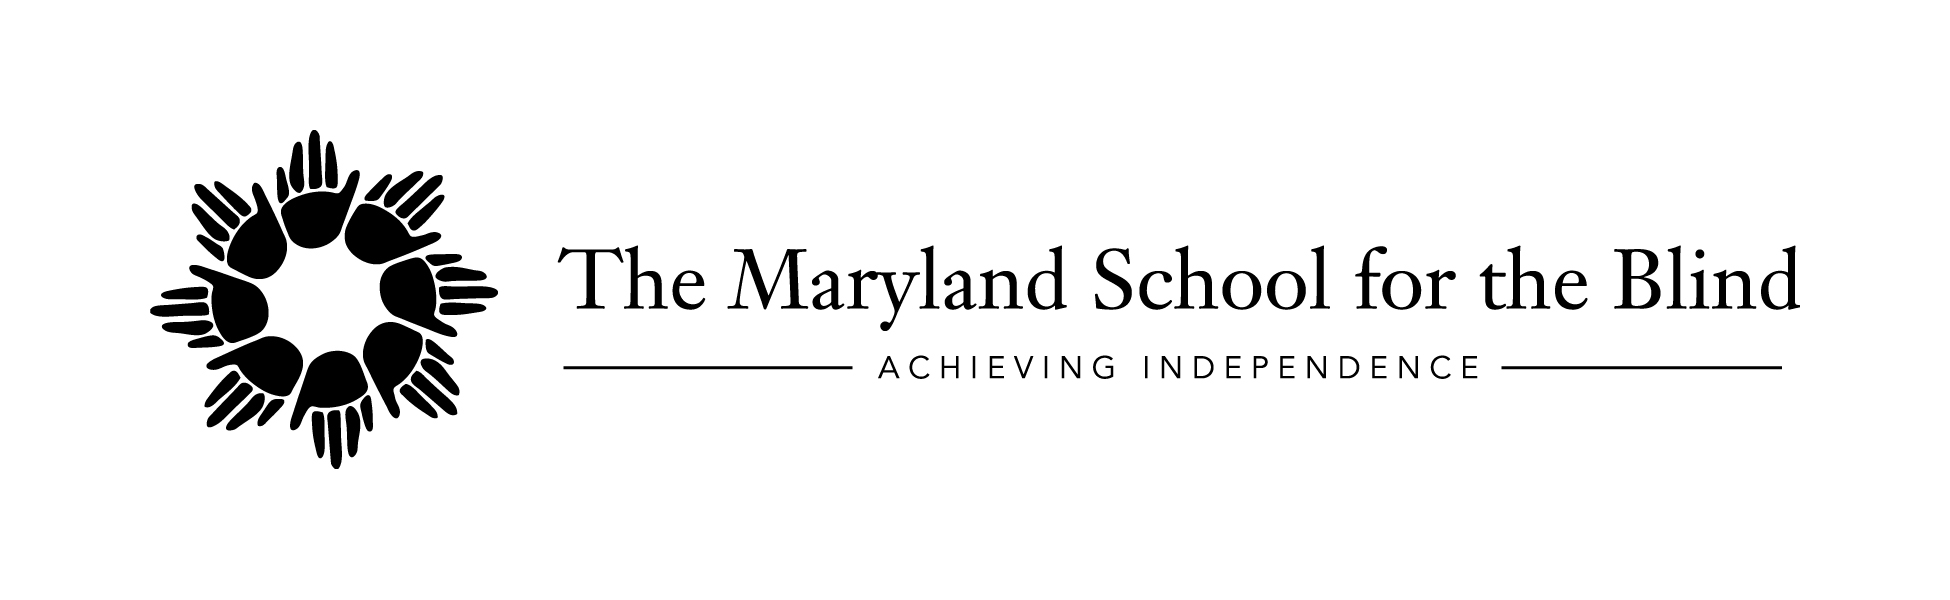 The Maryland School for the Blind
ACHIEVING INDEPENDENCE